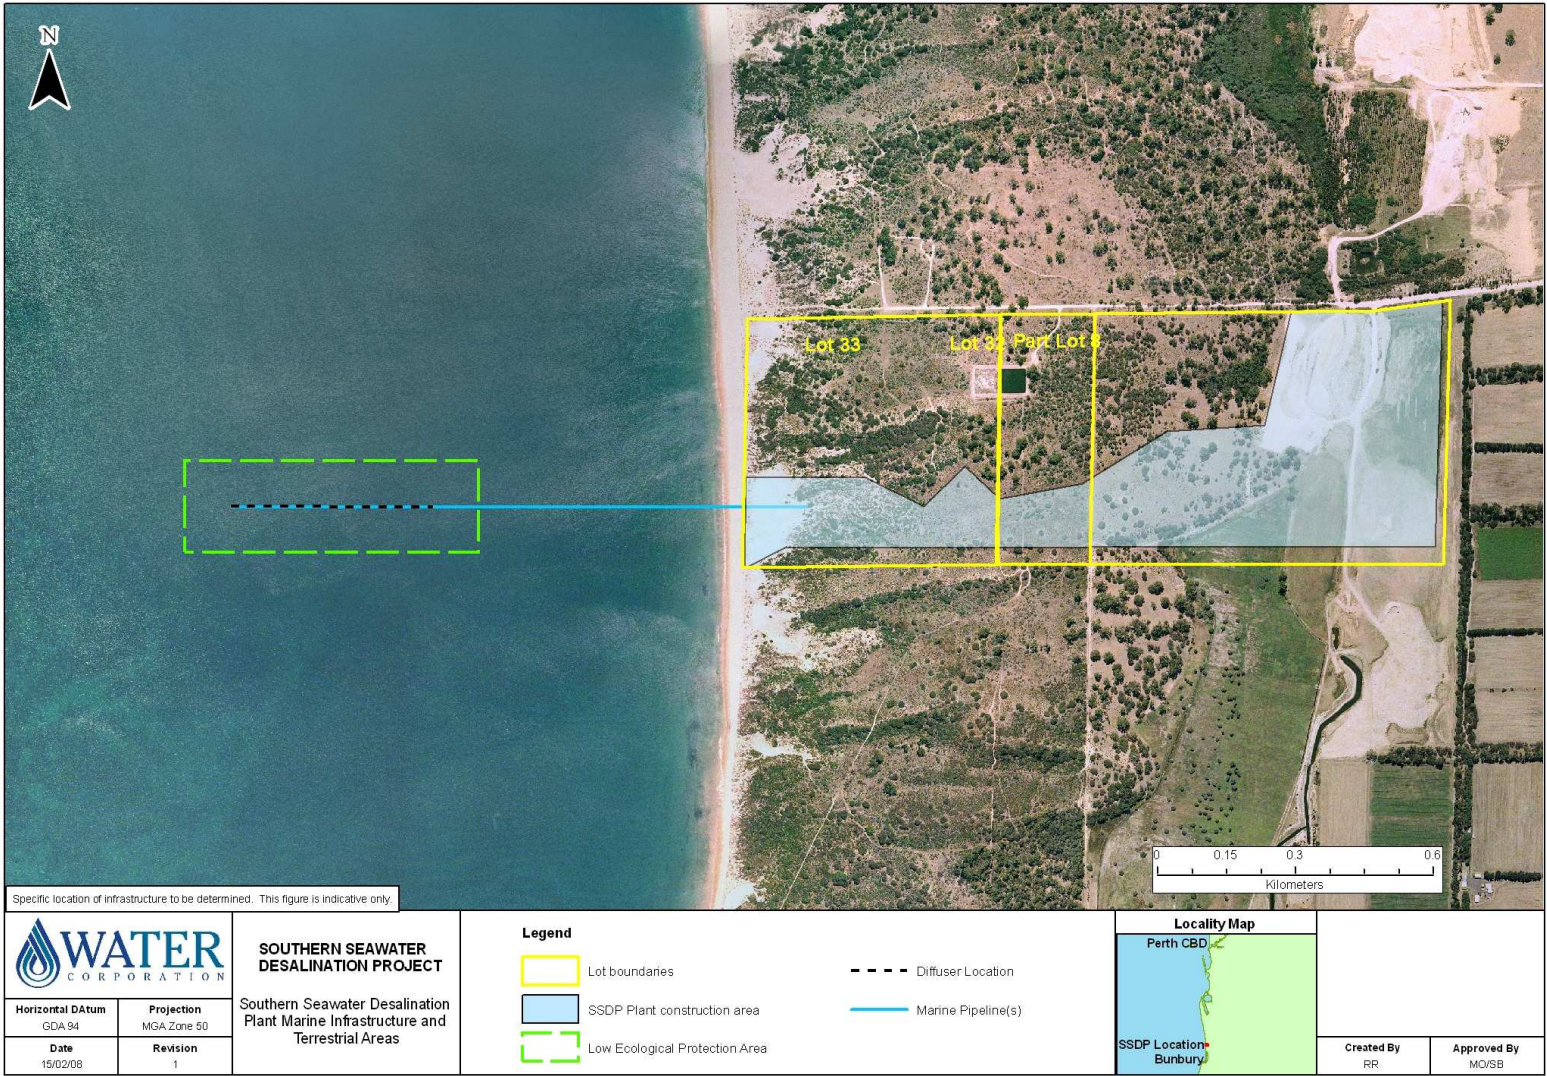 N
Lot 33
Lot 32
Part Lot 8
0 0.15 0.3 0.6
Kilometers
Specific location of infrastructure to be determined. This figure is indicative only.
WATER
CORPORATION
Horizontal DAtum
GDA 94
Projection
MGA Zone 50
Date
15/02/08
Revision
1
SOUTHERN SEAWATER
DESALINATION PROJECT
Southern Seawater Desalination
Plant Marine Infrastructure and
Terrestrial Areas
Legend
Lot boundaries
SSDP Plant construction area
Low Ecological Protection Area
Diffuser Location
Marine Pipeline(s)
Locality Map
Perth CBD
SSDP Location
Bunbury
Created By
RR
Approved By
MO/SB